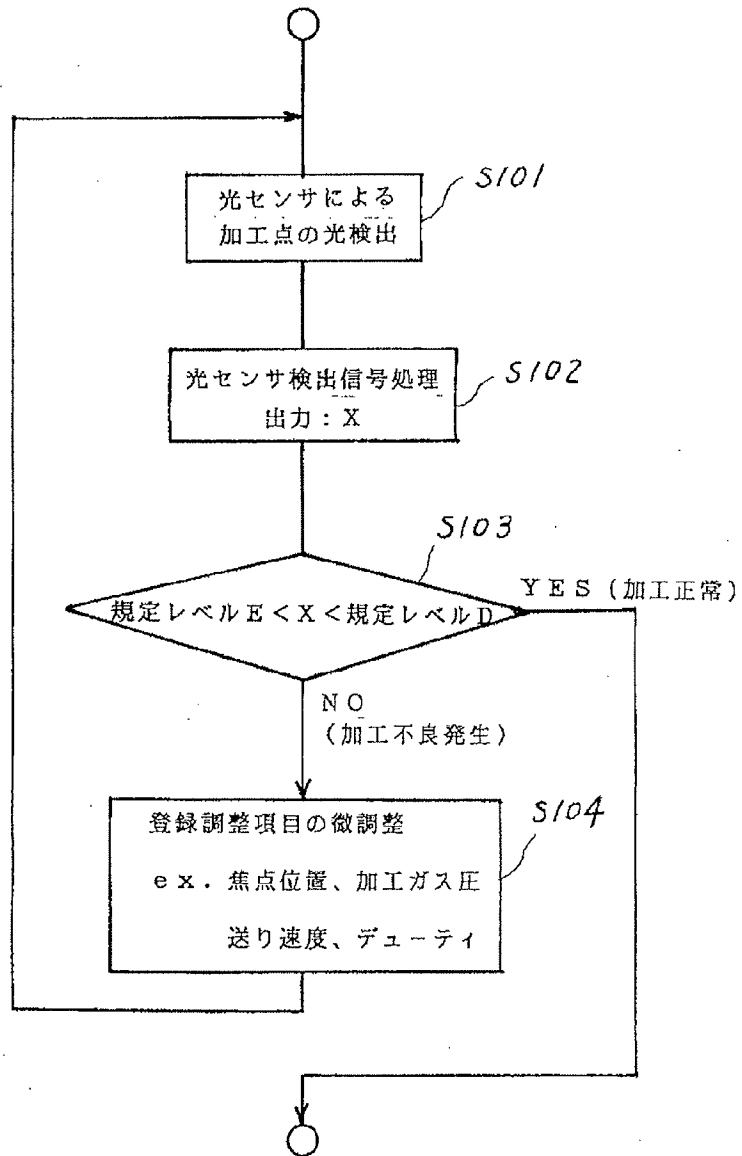 光センサによる
加工点の光検出
S101
光センサ検出信号処理
出力:X
S102
S103
規定レベルE<X<規定レベルD
YES(加工正常)
NO
(加工不良発生)
S104
登録調整項目の微調整
ex.焦点位置、加工ガス圧
送り速度、デューティ